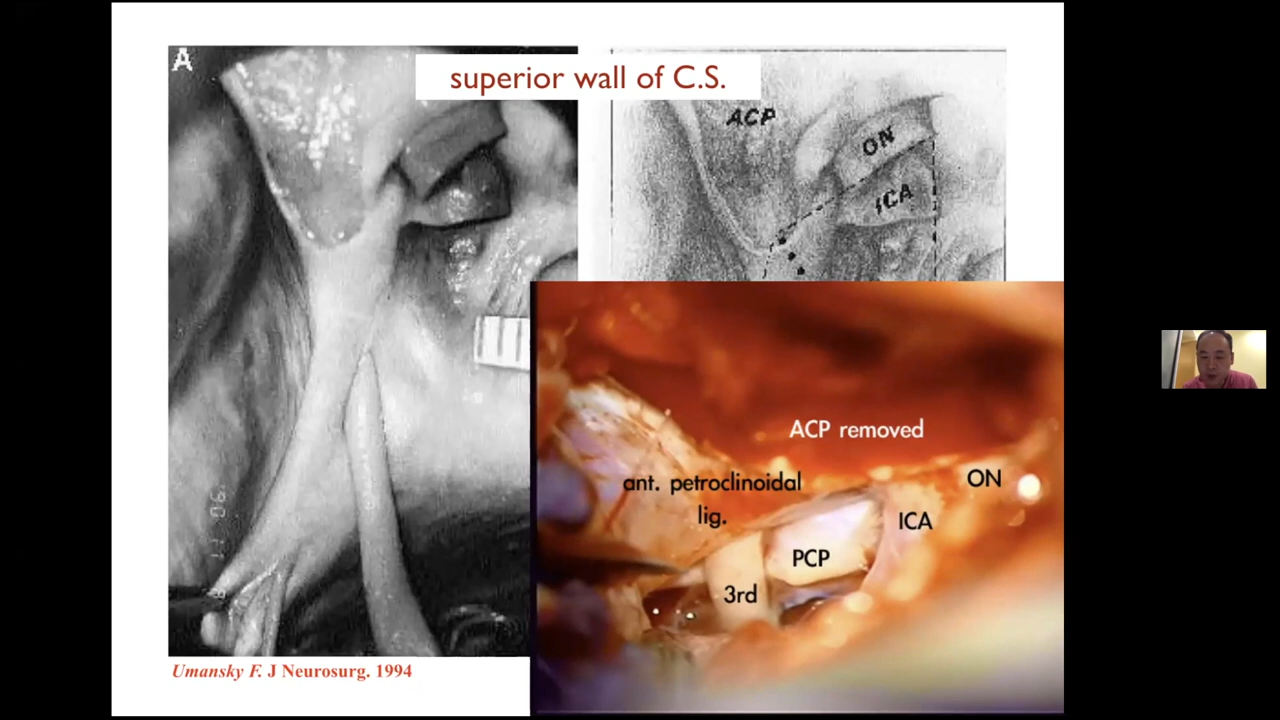 A
superior wall of C.S.
ACP
ON
ICA
ACP removed
ant. petroclinoidal
lig.
ON
ICA
PCP
3rd
Umansky F. J Neurosurg. 1994